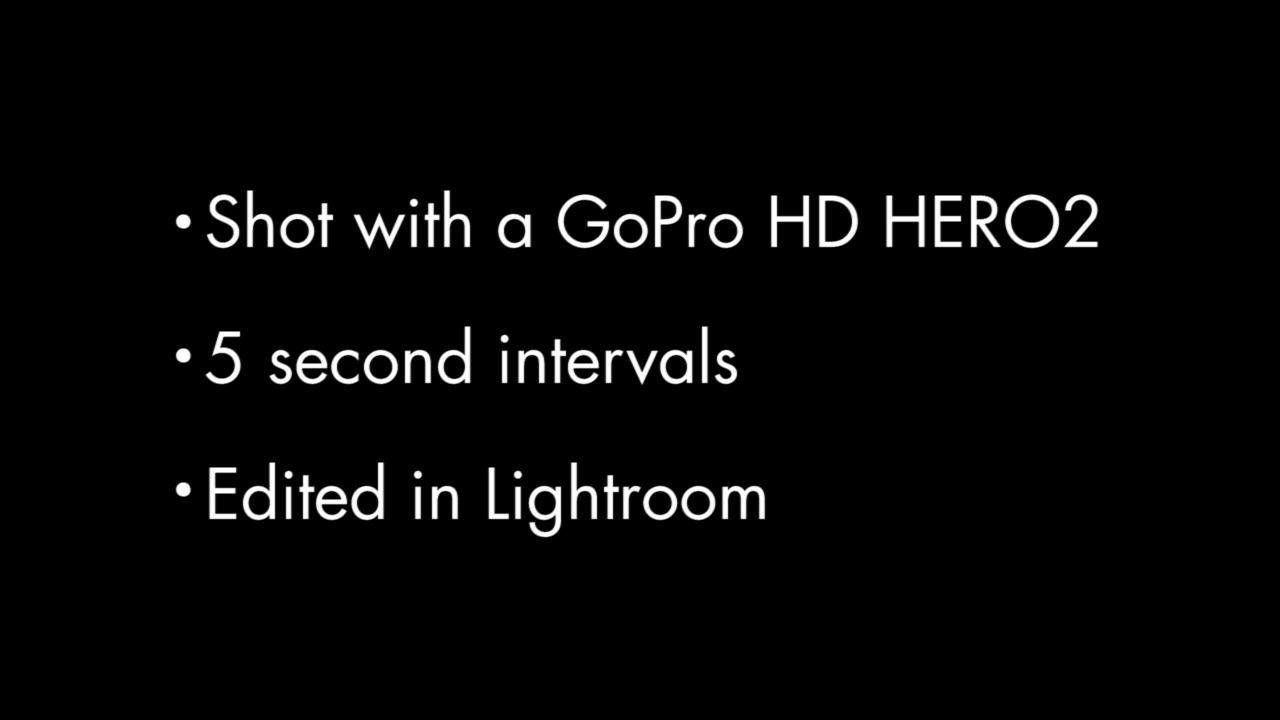 • Shot with a GoPro HD HERO2
• 5 second intervals
• Edited in Lightroom